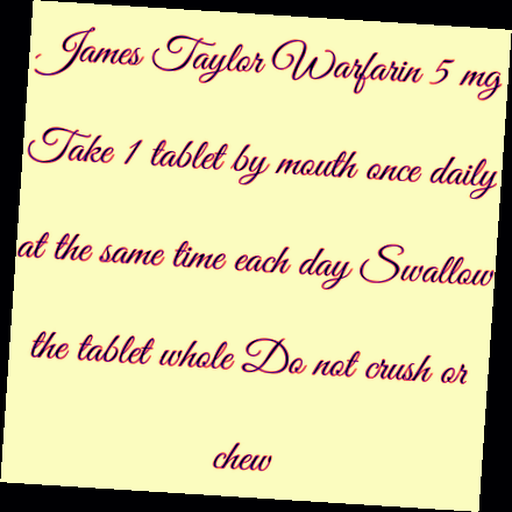 James Taylor Warfarin 5 mg
Take 1 tablet by mouth once daily
at the same time each day Swallow
the tablet whole Do not crush or
chew